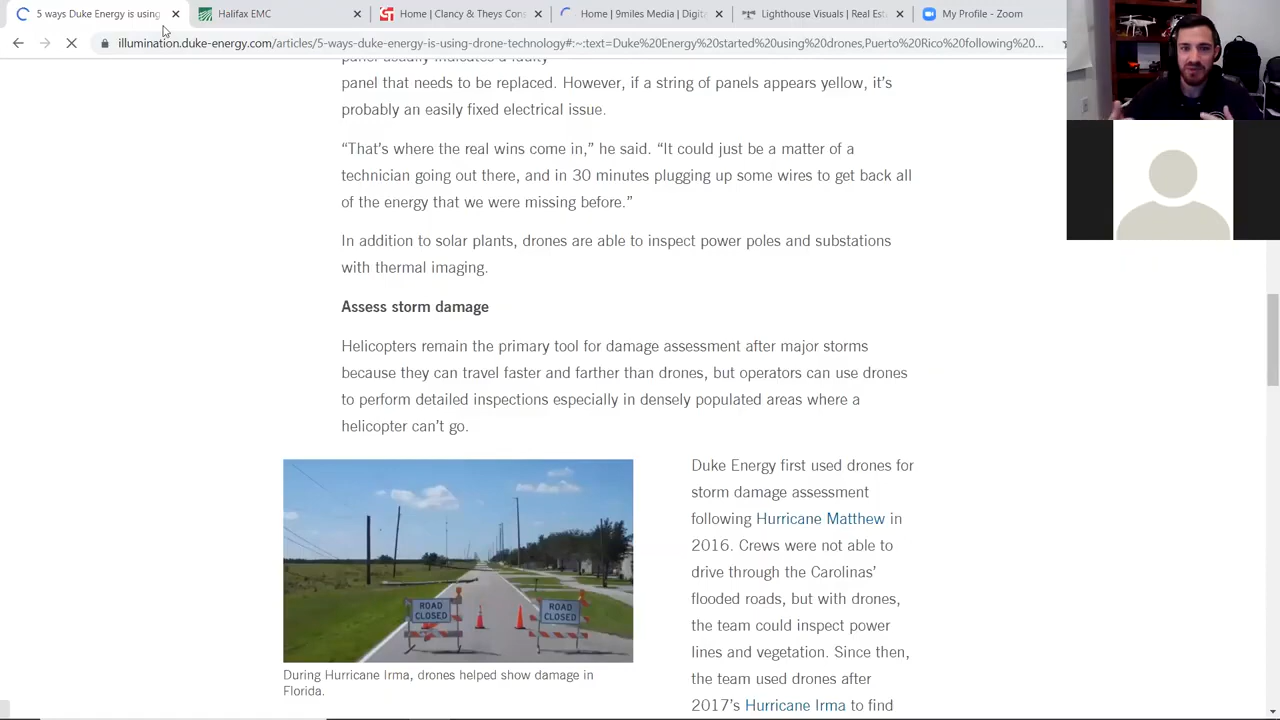 5 ways Duke Energy is using
Halifax EMC
Home | Clancy & Theys Cons
Home | 9miles Media | Digit
Lighthouse Visuals | Real-est
My Profile - Zoom
illumination.duke-energy.com/articles/5-ways-duke-energy-is-using-drone-technology#:~:text=Duke%20Energy%20started%20using%20drones,Puerto%20Rico%20following%20...
panel usually indicates a faulty
panel that needs to be replaced. However, if a string of panels appears yellow, it's
probably an easily fixed electrical issue.
“That's where the real wins come in,” he said. “It could just be a matter of a
technician going out there, and in 30 minutes plugging up some wires to get back all
of the energy that we were missing before.”
In addition to solar plants, drones are able to inspect power poles and substations
with thermal imaging.
Assess storm damage
Helicopters remain the primary tool for damage assessment after major storms
because they can travel faster and farther than drones, but operators can use drones
to perform detailed inspections especially in densely populated areas where a
helicopter can't go.
ROAD
CLOSED
ROAD
CLOSED
During Hurricane Irma, drones helped show damage in
Florida.
Duke Energy first used drones for
storm damage assessment
following Hurricane Matthew in
2016. Crews were not able to
drive through the Carolinas'
flooded roads, but with drones,
the team could inspect power
lines and vegetation. Since then,
the team used drones after
2017's Hurricane Irma to find